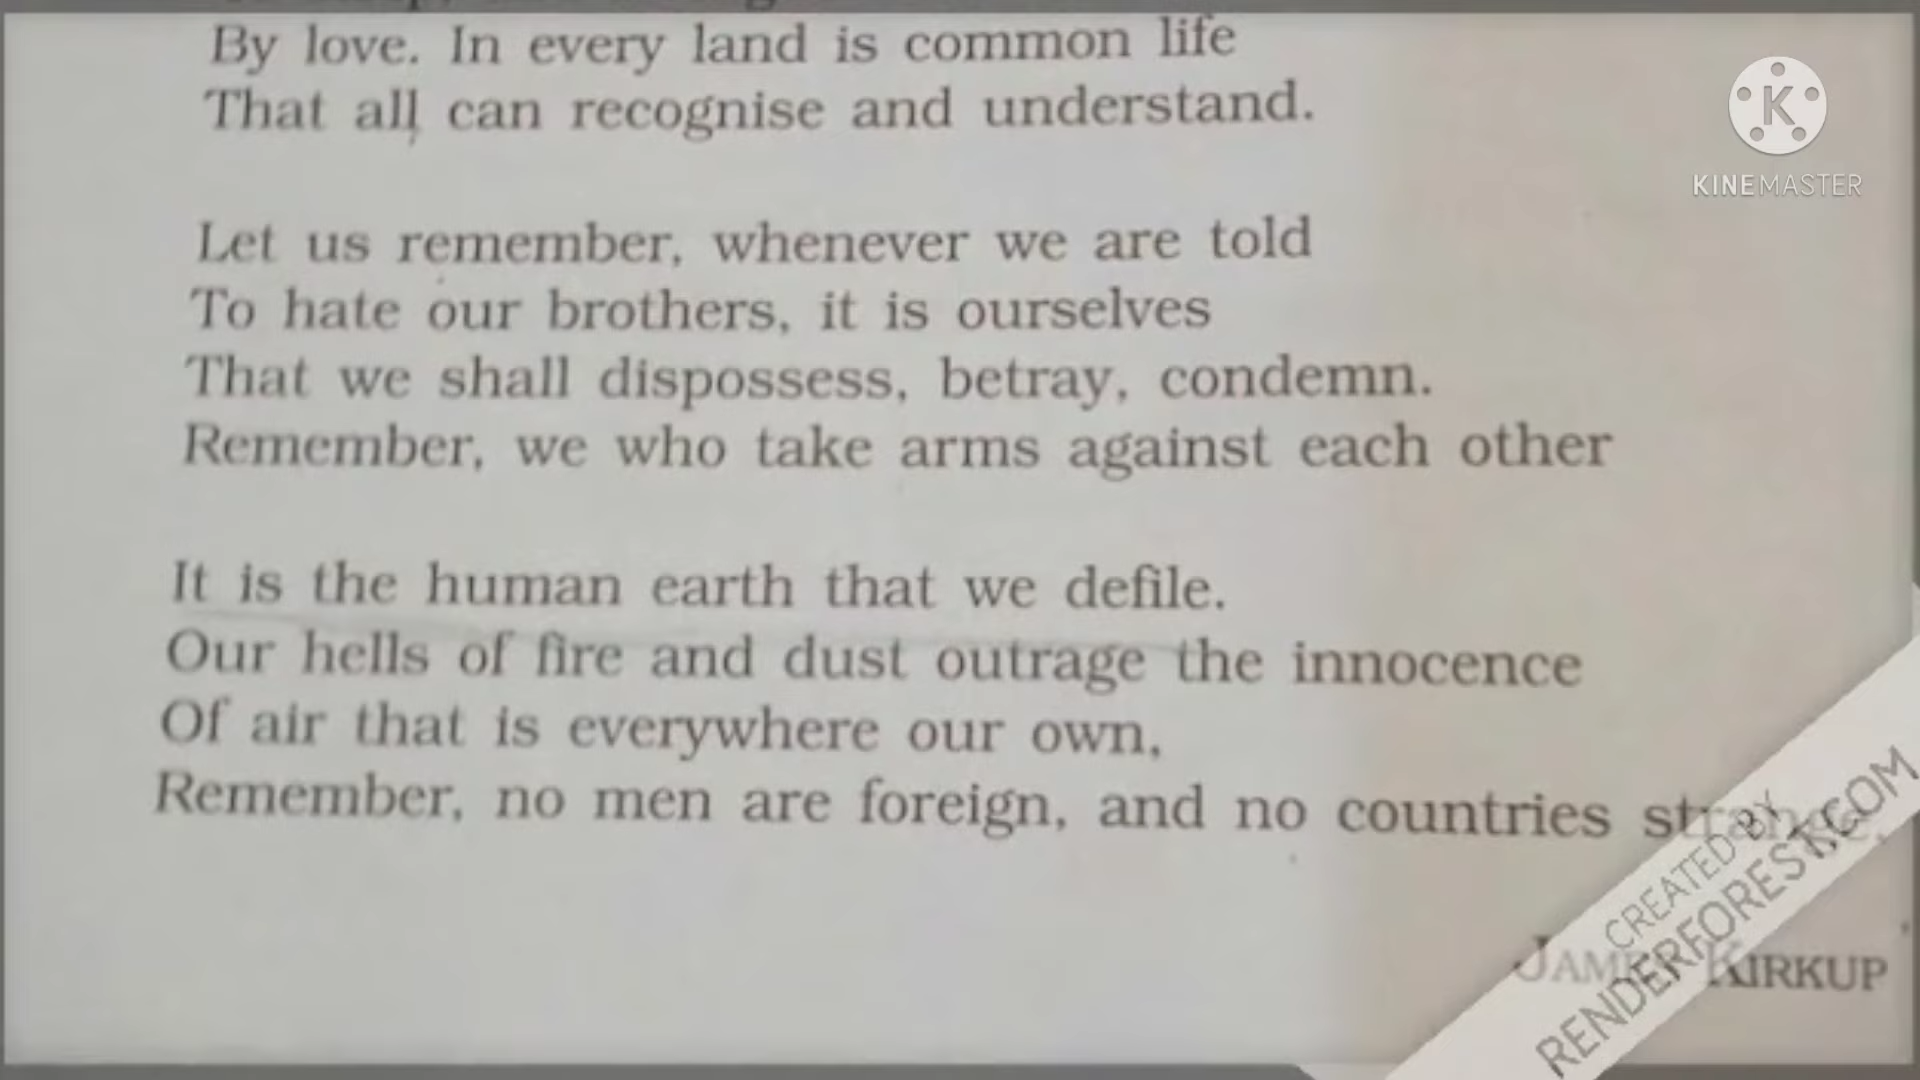 By love. In every land is common life
That all can recognise and understand.
Let us remember, whenever we are told
To hate our brothers, it is ourselves
That we shall dispossess, betray, condemn.
Remember, we who take arms against each other
It is the human earth that we defile.
Our hells of fire and dust outrage the innocence
Of air that is everywhere our own,
Remember, no men are foreign, and no countries strange.
JAMES KIRKUP
K
KINEMASTER
CREATED BY
RENDERFOREST.COM